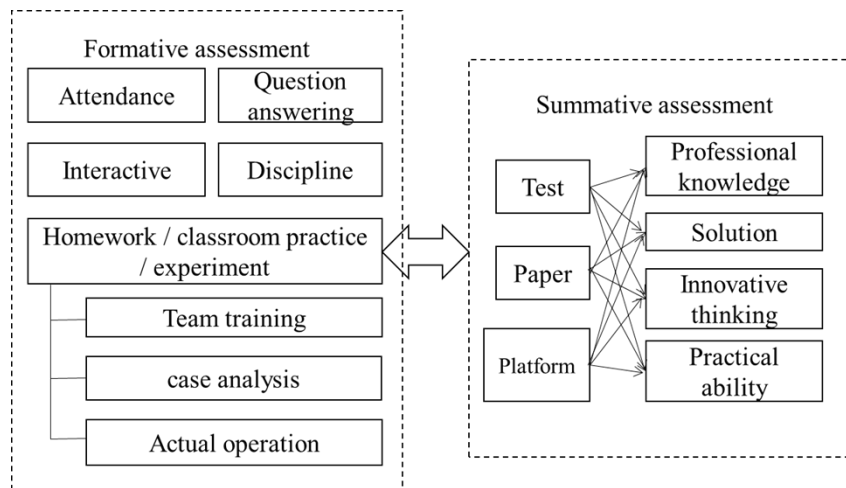 Formative assessment
Attendance
Question
answering
Interactive
Discipline
Homework / classroom practice
/ experiment
Team training
case analysis
Actual operation
Summative assessment
Test
Paper
Platform
Professional
knowledge
Solution
Innovative
thinking
Practical
ability